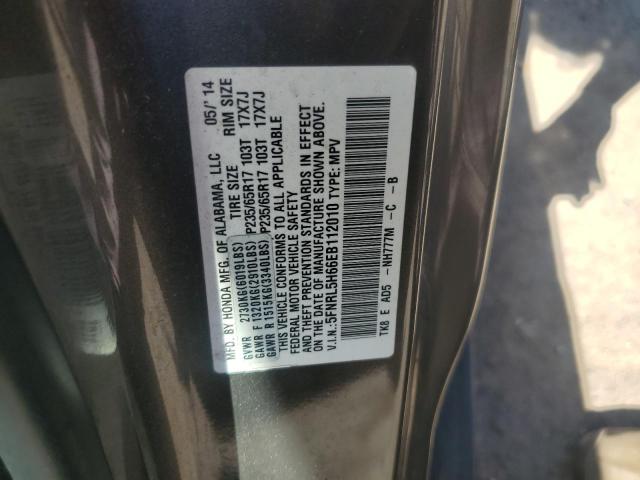 MFD. BY HONDA MFG. OF ALABAMA, LLC 05/'14
TIRE SIZE RIM SIZE
GVWR 2730KG(6019LBS)
GAWR F 1320KG(2910LBS) P235/65R17 103T 17X7J
GAWR R 1515KG(3340LBS) P235/65R17 103T 17X7J
THIS VEHICLE CONFORMS TO ALL APPLICABLE
FEDERAL MOTOR VEHICLE SAFETY
AND THEFT PREVENTION STANDARDS IN EFFECT
ON THE DATE OF MANUFACTURE SHOWN ABOVE.
V.I.N.:5FNRL5H66EB112010 TYPE: MPV
TK8 E AD5 - NH777M -C -B